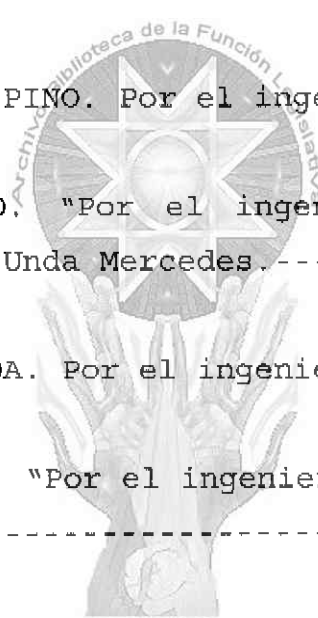 Archivo Biblioteca de la Función Legislativa
PINO. Por el inge
. "Por el inge
Unda Mercedes.---
A. Por el ingenie
"Por el ingenie
--------------------